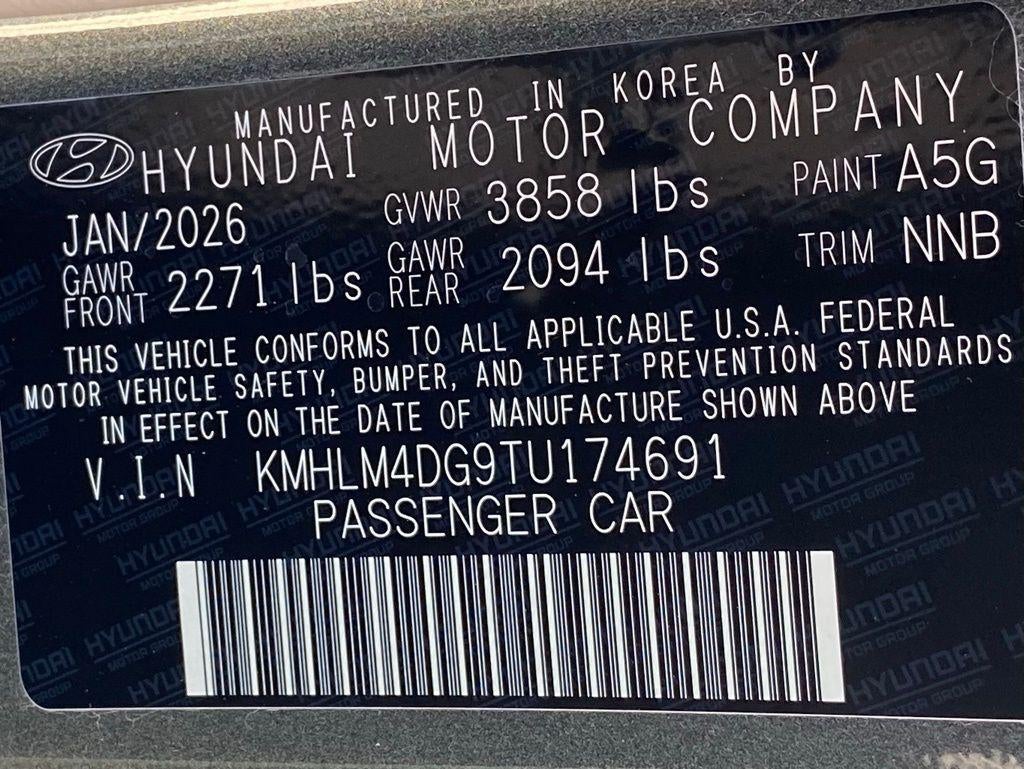 MANUFACTURED IN KOREA BY
HYUNDAI MOTOR COMPANY
JAN/2026 GVWR 3858 lbs PAINT A5G
GAWR FRONT 2271 lbs GAWR REAR 2094 lbs TRIM NNB
THIS VEHICLE CONFORMS TO ALL APPLICABLE U.S.A. FEDERAL
MOTOR VEHICLE SAFETY, BUMPER, AND THEFT PREVENTION STANDARDS
IN EFFECT ON THE DATE OF MANUFACTURE SHOWN ABOVE
V.I.N KMHLM4DG9TU174691
PASSENGER CAR